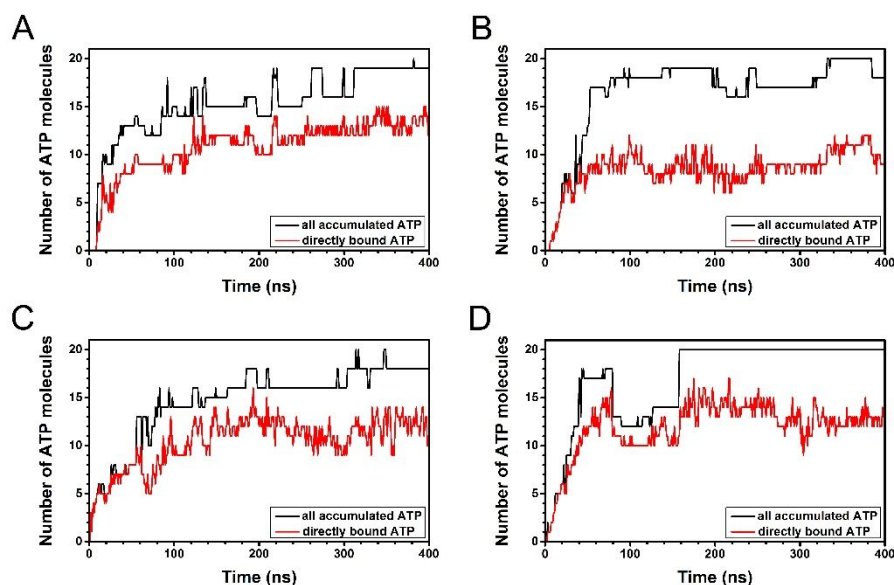 A
Number of ATP molecules
20
15
10
5
0
all accumulated ATP
directly bound ATP
0 100 200 300 400
Time (ns)
B
Number of ATP molecules
20
15
10
5
0
all accumulated ATP
directly bound ATP
0 100 200 300 400
Time (ns)
C
Number of ATP molecules
20
15
10
5
0
all accumulated ATP
directly bound ATP
0 100 200 300 400
Time (ns)
D
Number of ATP molecules
20
15
10
5
0
all accumulated ATP
directly bound ATP
0 100 200 300 400
Time (ns)